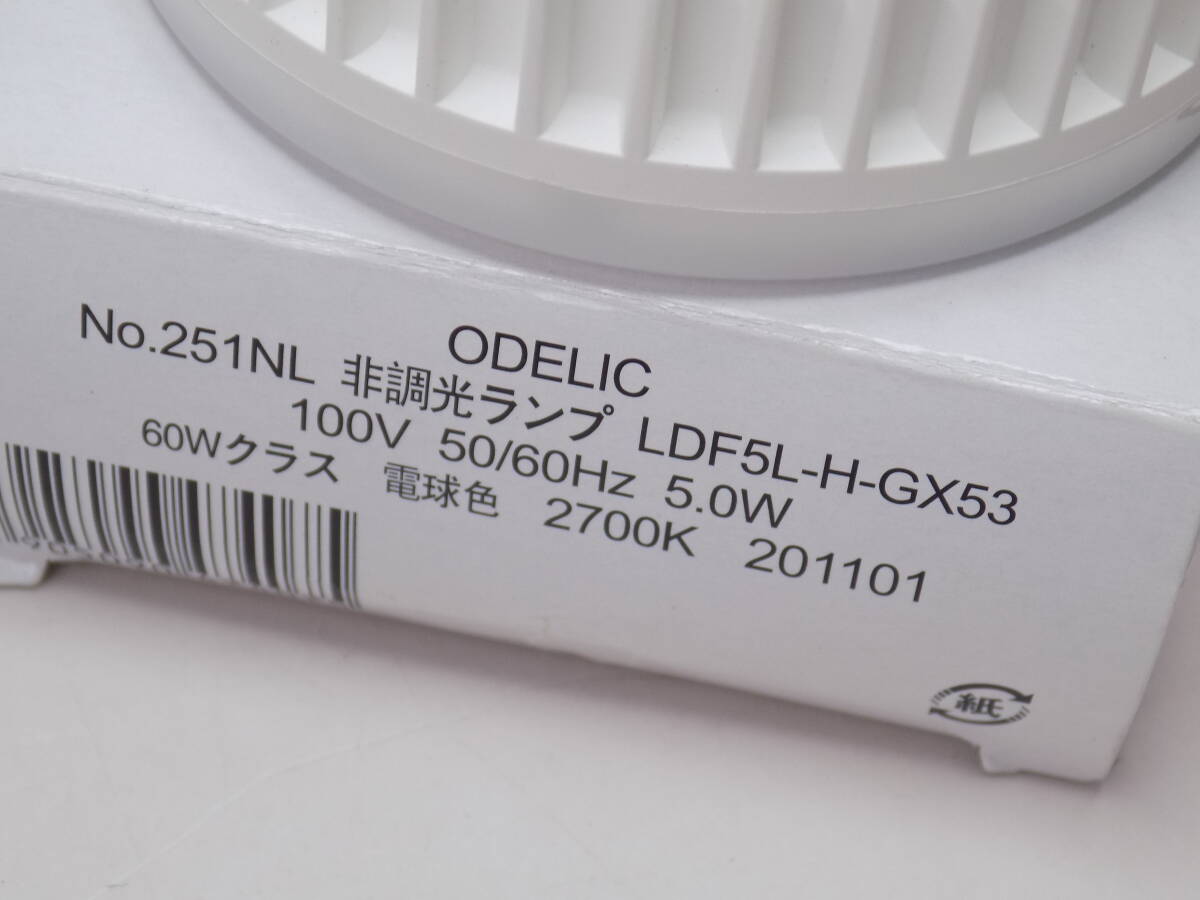 ODELIC
No.251NL 非調光ランプ LDF5L-H-GX53
100V 50/60Hz 5.0W
60Wクラス 電球色 2700K 201101
紙